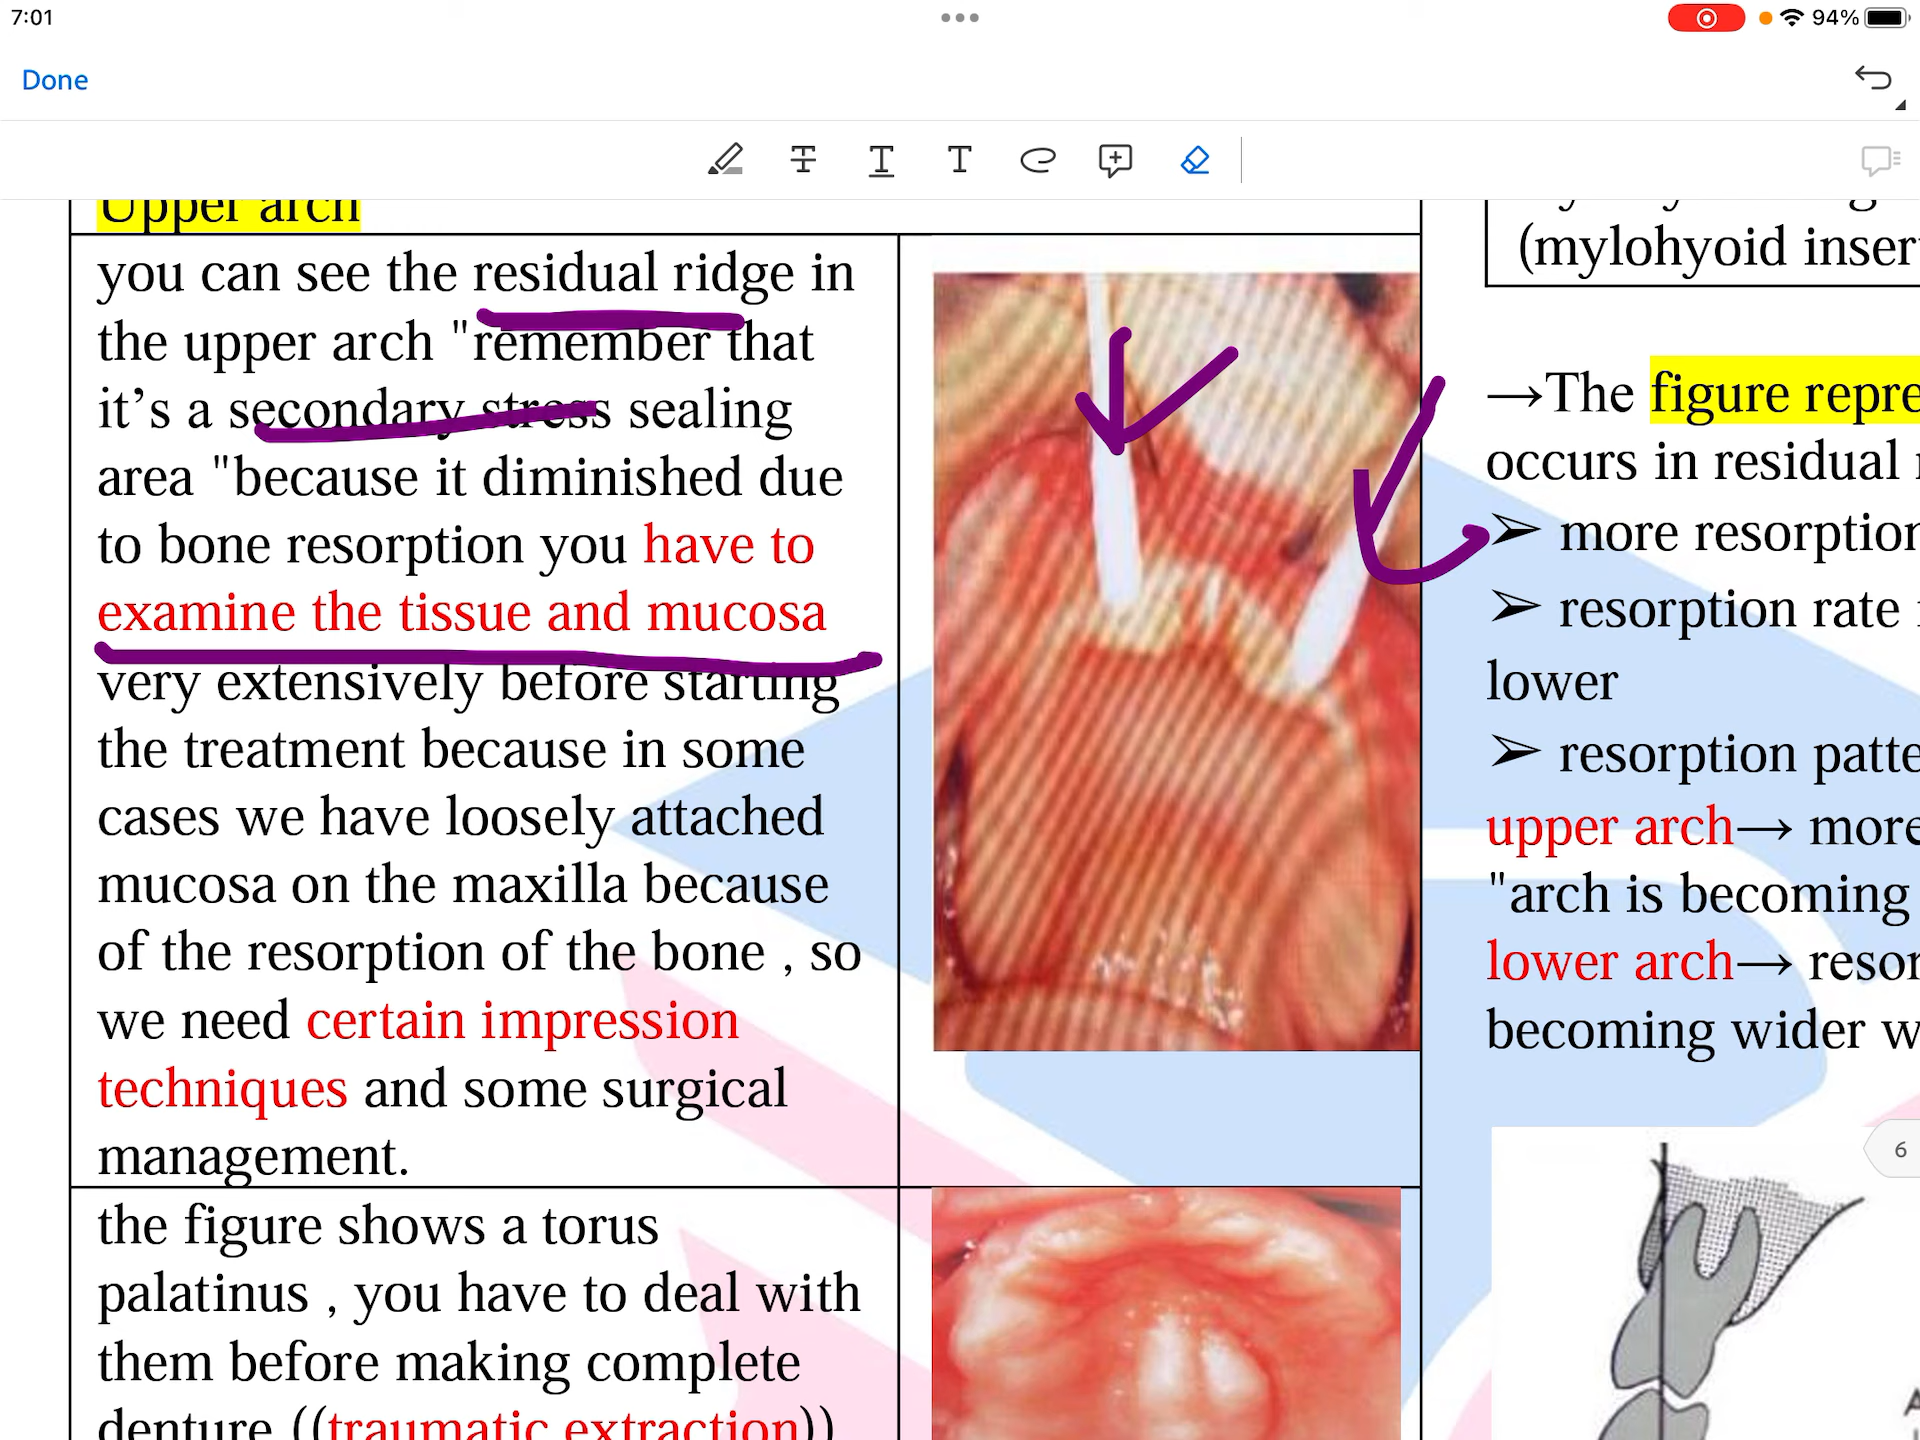 7:01
94%
Done
Upper arch
you can see the residual ridge in
the upper arch "remember that
it’s a secondary stress sealing
area "because it diminished due
to bone resorption you have to
examine the tissue and mucosa
very extensively before starting
the treatment because in some
cases we have loosely attached
mucosa on the maxilla because
of the resorption of the bone , so
we need certain impression
techniques and some surgical
management.
the figure shows a torus
palatinus , you have to deal with
them before making complete
denture ((traumatic extraction))
(mylohyoid inser
→The figure repre
occurs in residual
➢ more resorption
➢ resorption rate
lower
➢ resorption patte
upper arch→ more
"arch is becoming
lower arch→ resor
becoming wider w
6
A